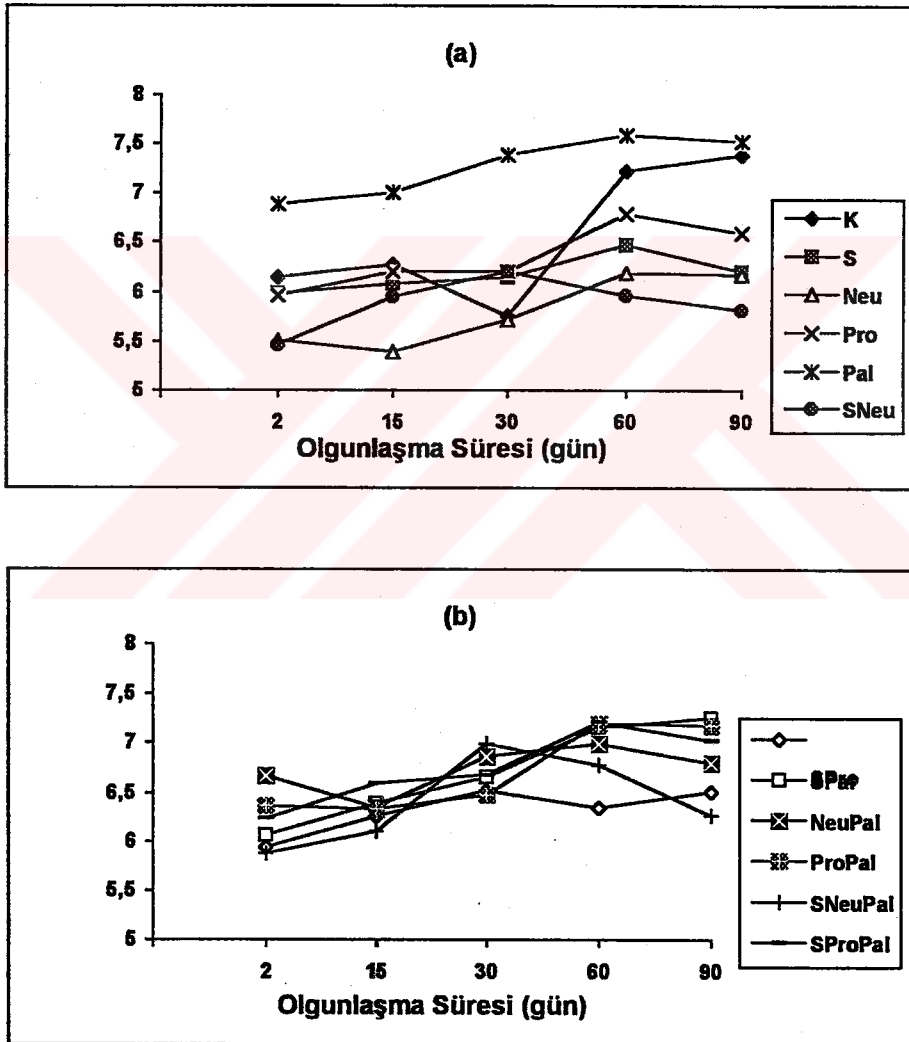 (a)
8
7,5
7
6,5
6
5,5
5
2 15 30 60 90
Olgunlaşma Süresi (gün)
K
S
Neu
Pro
Pal
SNeu
(b)
8
7,5
7
6,5
6
5,5
5
2 15 30 60 90
Olgunlaşma Süresi (gün)
NeuPal
ProPal
SNeuPal
SProPal